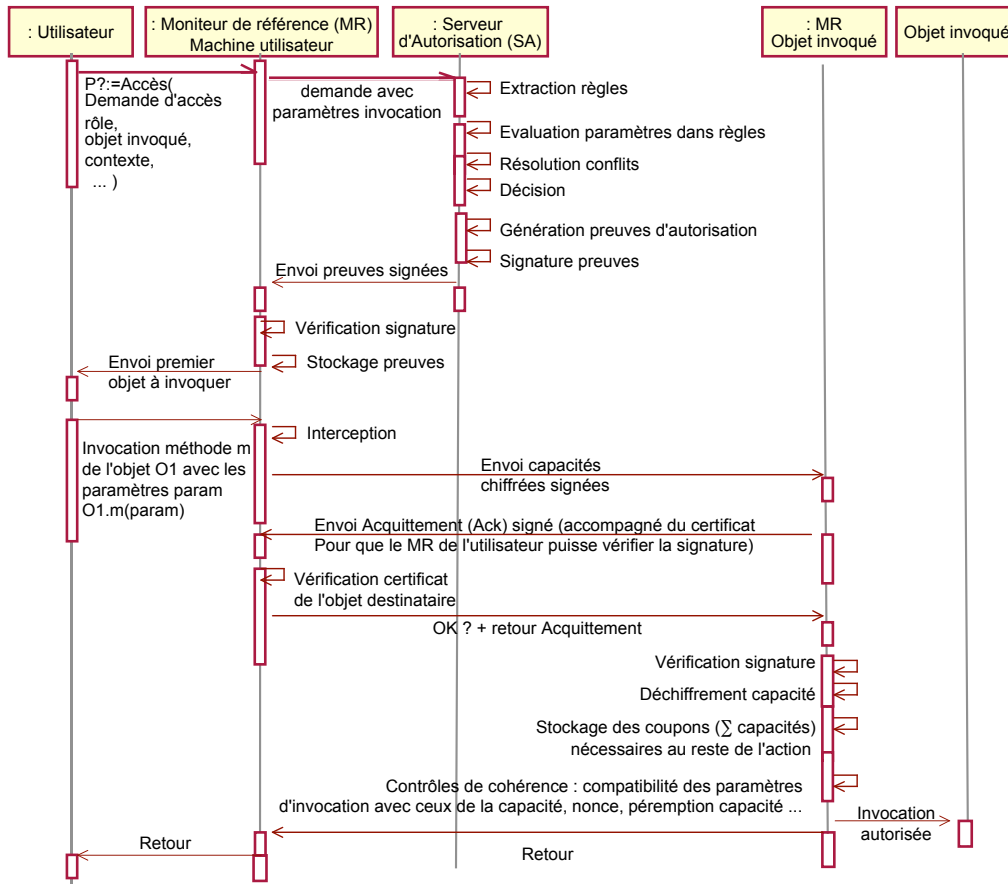 : Utilisateur
: Moniteur de référence (MR)
Machine utilisateur
: Serveur
d'Autorisation (SA)
: MR
Objet invoqué
Objet invoqué
P?:=Accès(
Demande d'accès
rôle,
objet invoqué,
contexte,
... )
demande avec
paramètres invocation
Extraction règles
Evaluation paramètres dans règles
Résolution conflits
Décision
Génération preuves d'autorisation
Signature preuves
Envoi preuves signées
Vérification signature
Stockage preuves
Envoi premier
objet à invoquer
Interception
Invocation méthode m
de l'objet O1 avec les
paramètres param
O1.m(param)
Envoi capacités
chiffrées signées
Envoi Acquittement (Ack) signé (accompagné du certificat
Pour que le MR de l'utilisateur puisse vérifier la signature)
Vérification certificat
de l'objet destinataire
OK ? + retour Acquittement
Vérification signature
Déchiffrement capacité
Stockage des coupons (∑ capacités)
nécessaires au reste de l'action
Contrôles de cohérence : compatibilité des paramètres
d'invocation avec ceux de la capacité, nonce, péremption capacité ...
Invocation
autorisée
Retour
Retour